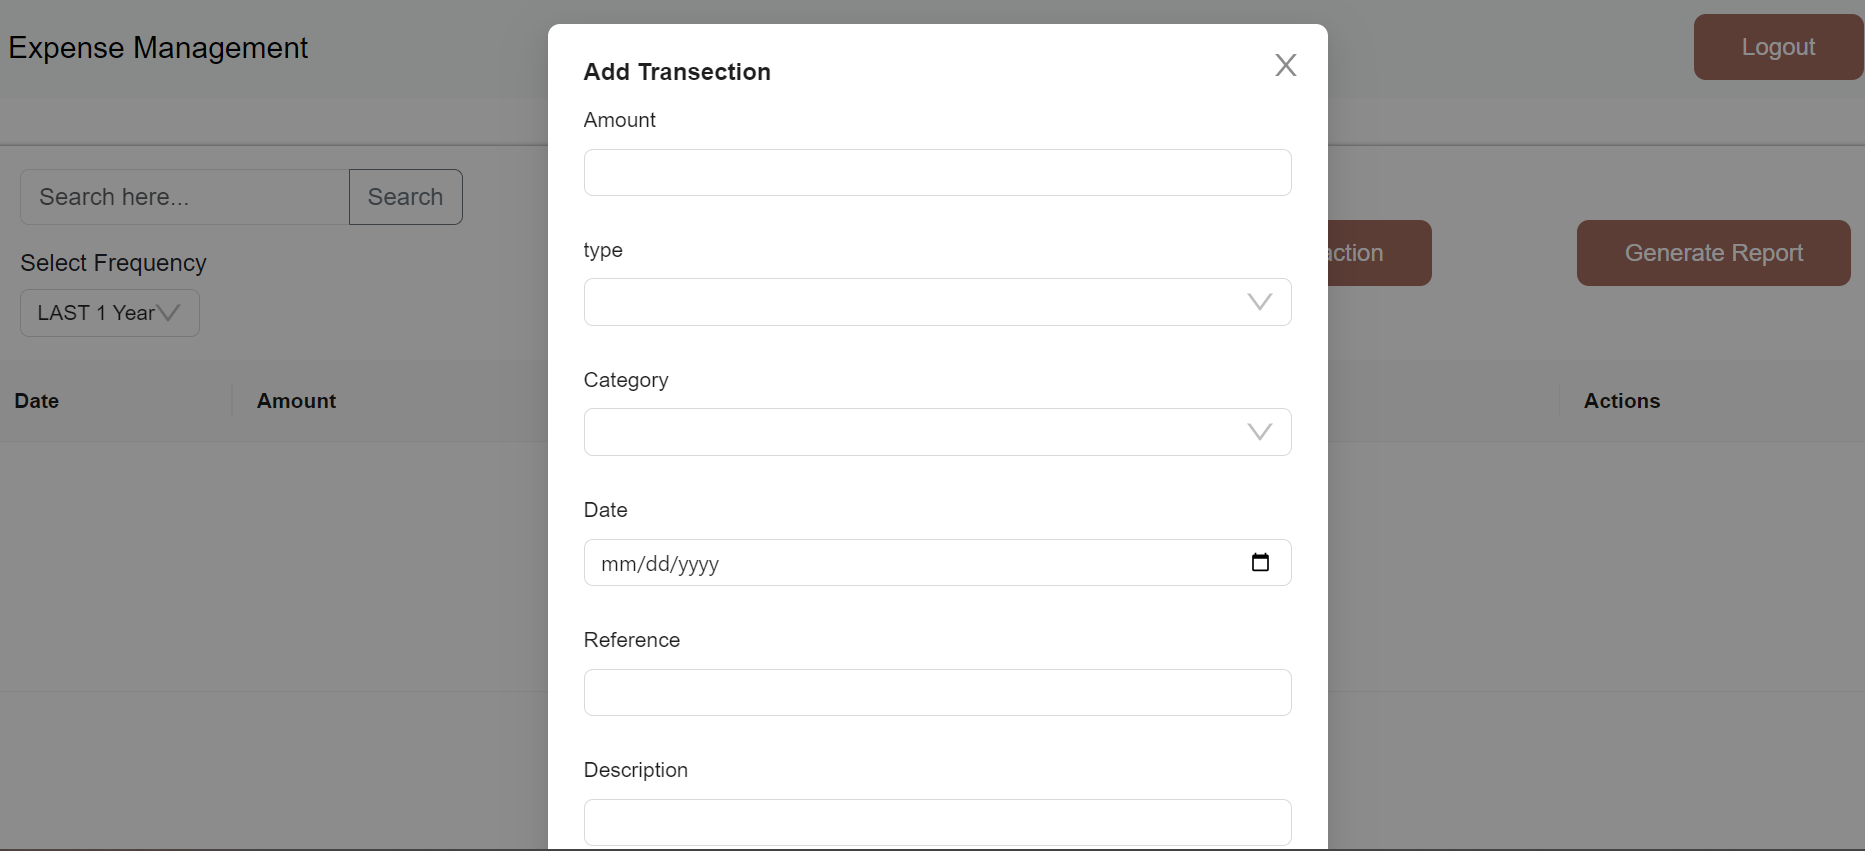 Expense Management
Logout
Search here...
Search
Select Frequency
LAST 1 Year
Generate Report
Date
Amount
Actions
Add Transection
X
Amount
type
Category
Date
mm/dd/yyyy
Reference
Description